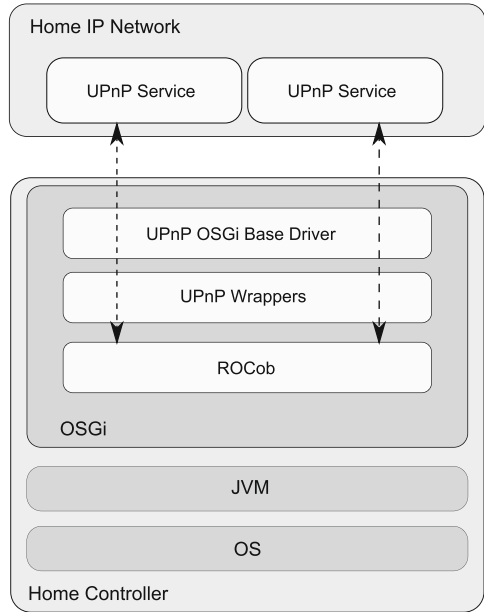 Home IP Network
UPnP Service
UPnP Service
UPnP OSGi Base Driver
UPnP Wrappers
ROCob
OSGi
JVM
OS
Home Controller